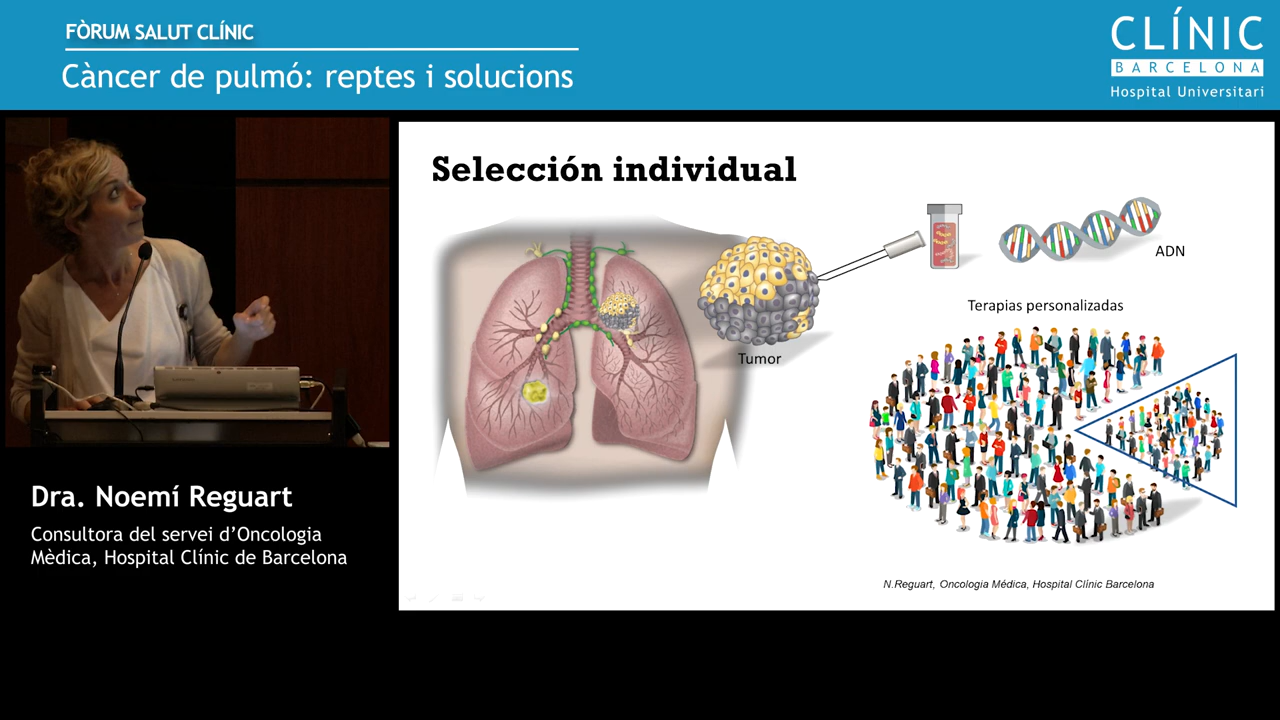 FÒRUM SALUT CLÍNIC
Càncer de pulmó: reptes i solucions
CLÍNIC
BARCELONA
Hospital Universitari
Selección individual
ADN
Terapias personalizadas
Tumor
N.Reguart, Oncologia Médica, Hospital Clínic Barcelona
Dra. Noemí Reguart
Consultora del servei d'Oncologia
Mèdica, Hospital Clínic de Barcelona